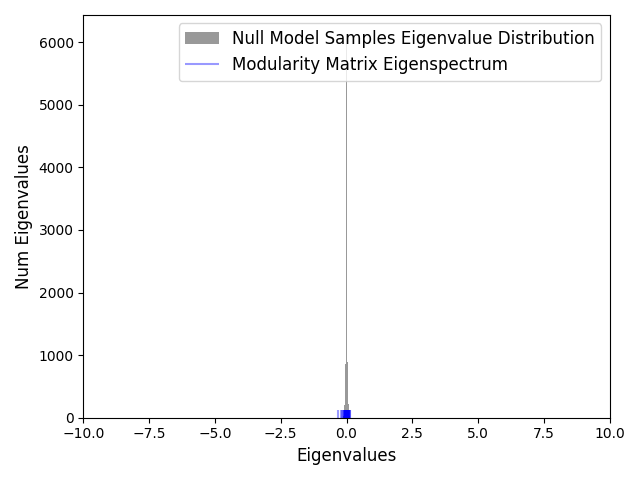 Null Model Samples Eigenvalue Distribution
Modularity Matrix Eigenspectrum
Num Eigenvalues
6000
5000
4000
3000
2000
1000
0
−10.0 −7.5 −5.0 −2.5 0.0 2.5 5.0 7.5 10.0
Eigenvalues